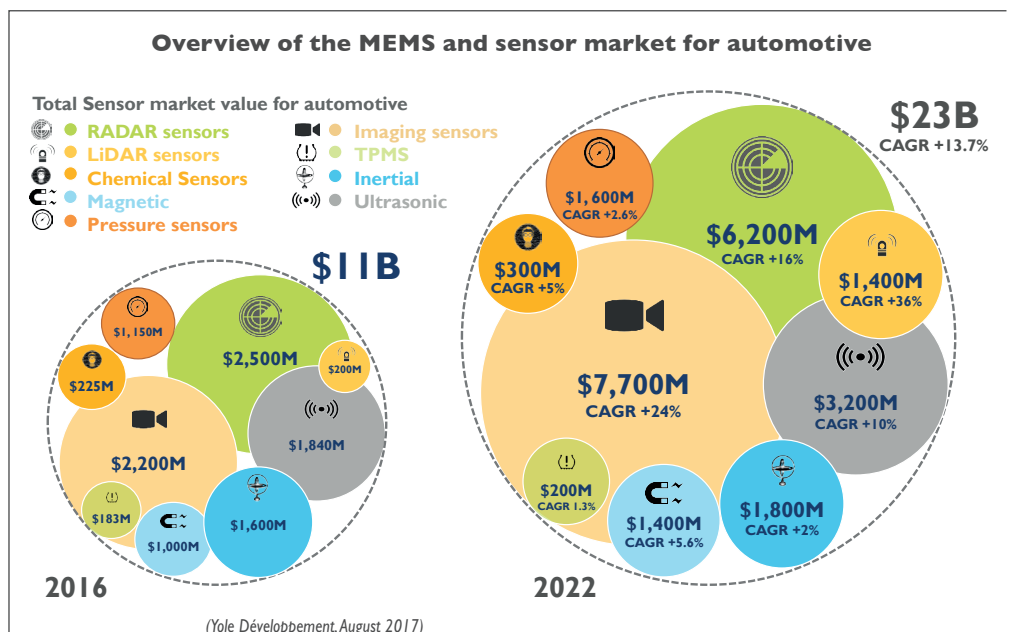 Overview of the MEMS and sensor market for automotive
Total Sensor market value for automotive
RADAR sensors
LiDAR sensors
Chemical Sensors
Magnetic
Pressure sensors
Imaging sensors
TPMS
Inertial
Ultrasonic
$11B
$1,150M
$2,500M
$200M
$225M
$1,840M
$2,200M
$183M
$1,600M
$1,000M
2016
$23B
CAGR +13.7%
$1,600M
CAGR +2.6%
$6,200M
CAGR +16%
$300M
CAGR +5%
$1,400M
CAGR +36%
$7,700M
CAGR +24%
$3,200M
CAGR +10%
$200M
CAGR 1.3%
$1,400M
CAGR +5.6%
$1,800M
CAGR +2%
2022
(Yole Développement, August 2017)